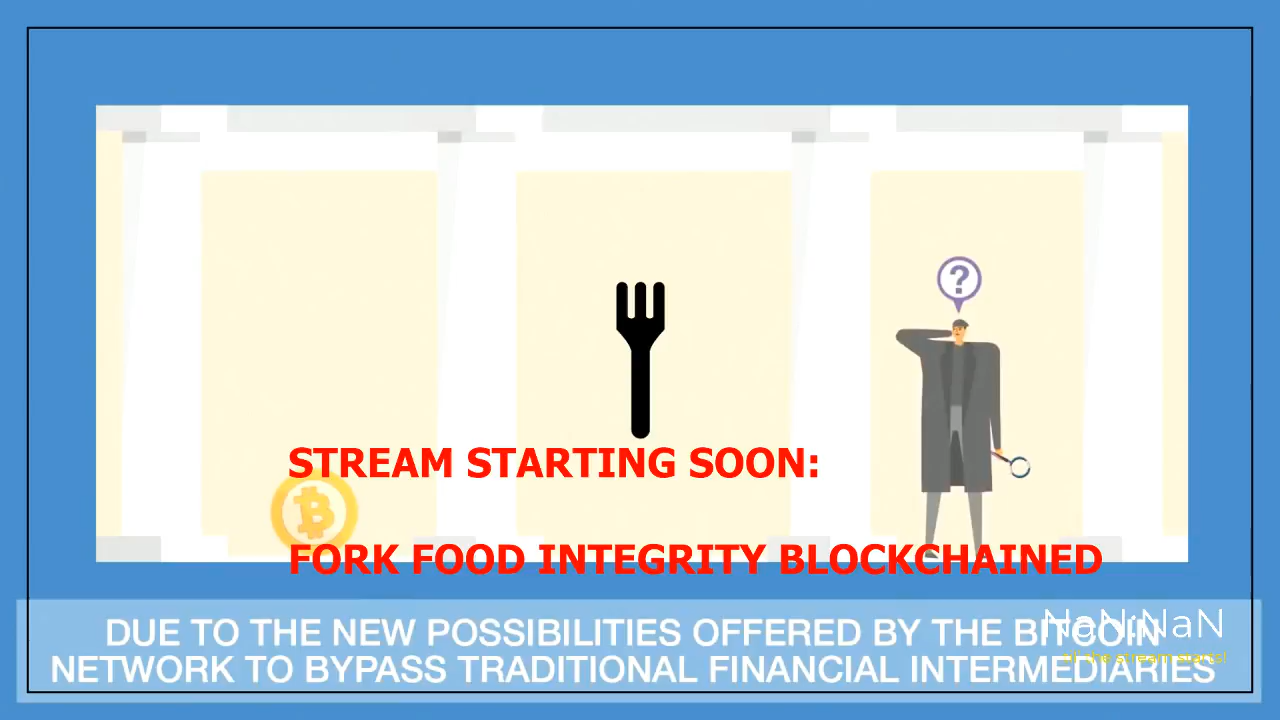 ?
STREAM STARTING SOON:
FORK FOOD INTEGRITY BLOCKCHAINED
DUE TO THE NEW POSSIBILITIES OFFERED BY THE BITCOIN
NETWORK TO BYPASS TRADITIONAL FINANCIAL INTERMEDIARIES
NaN:NaN
til' the stream starts!